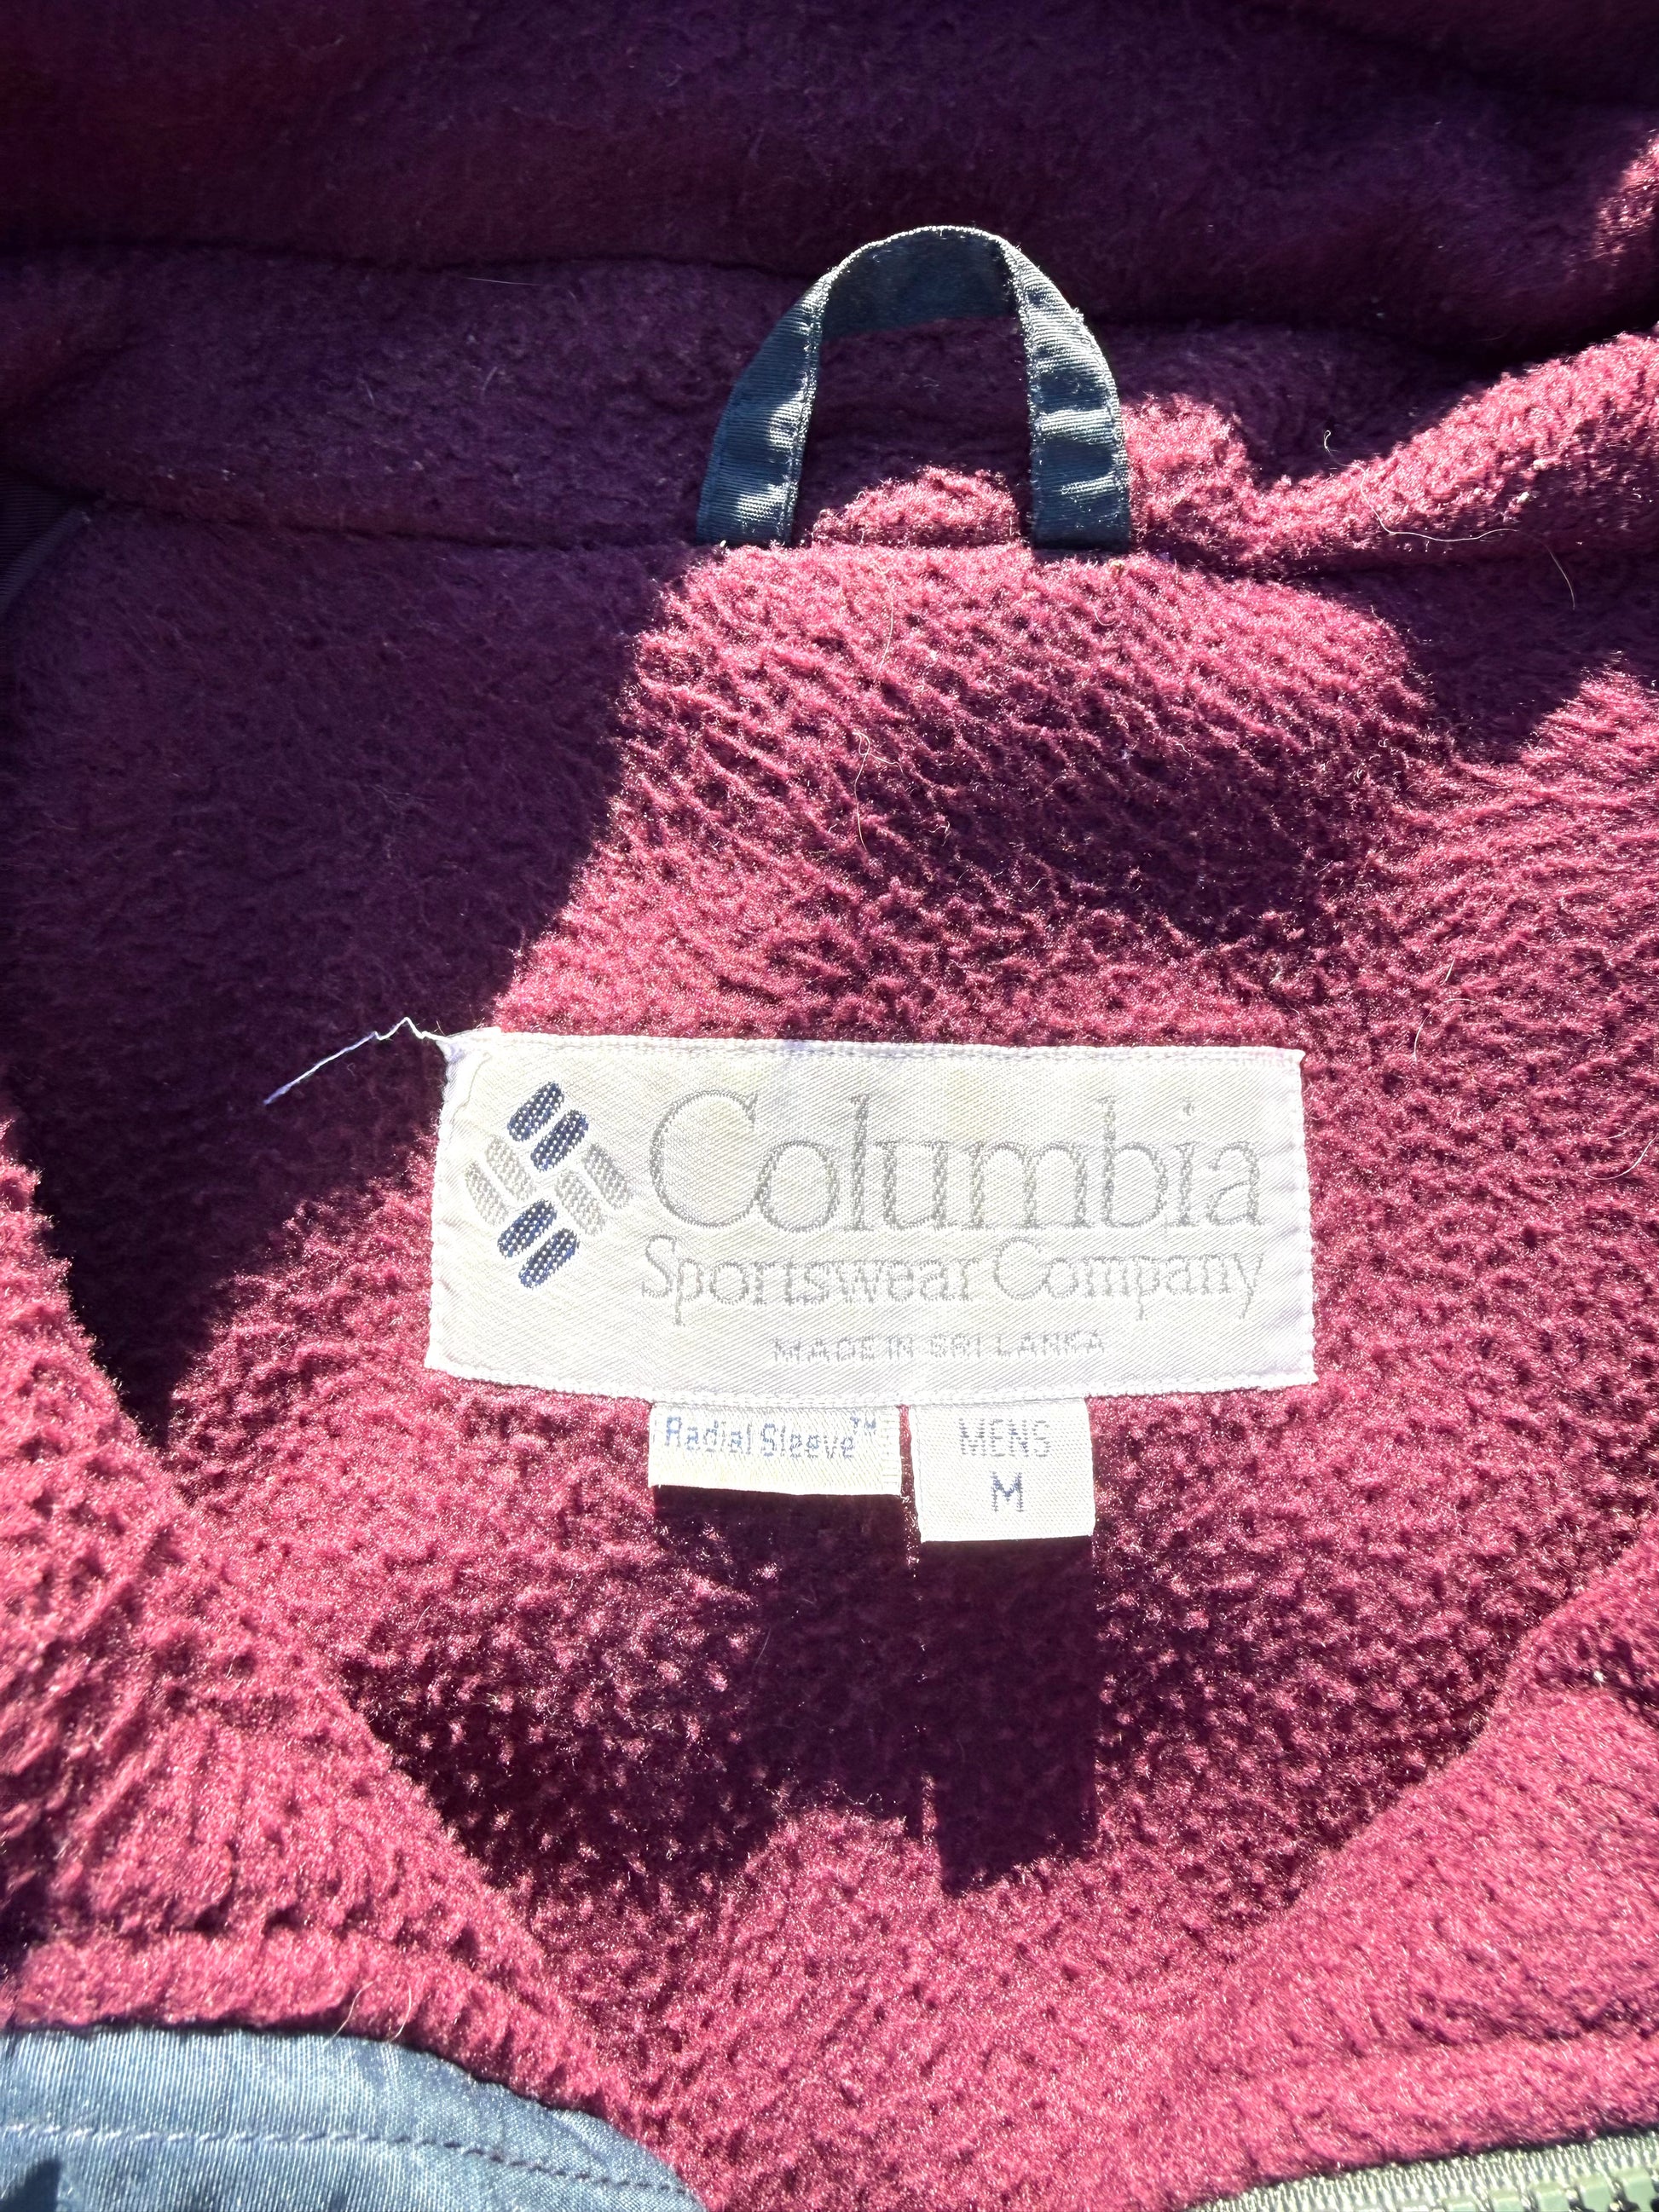 Columbia
Sportswear Company
MADE IN SRI LANKA
Radial Sleeve™
MENS
M